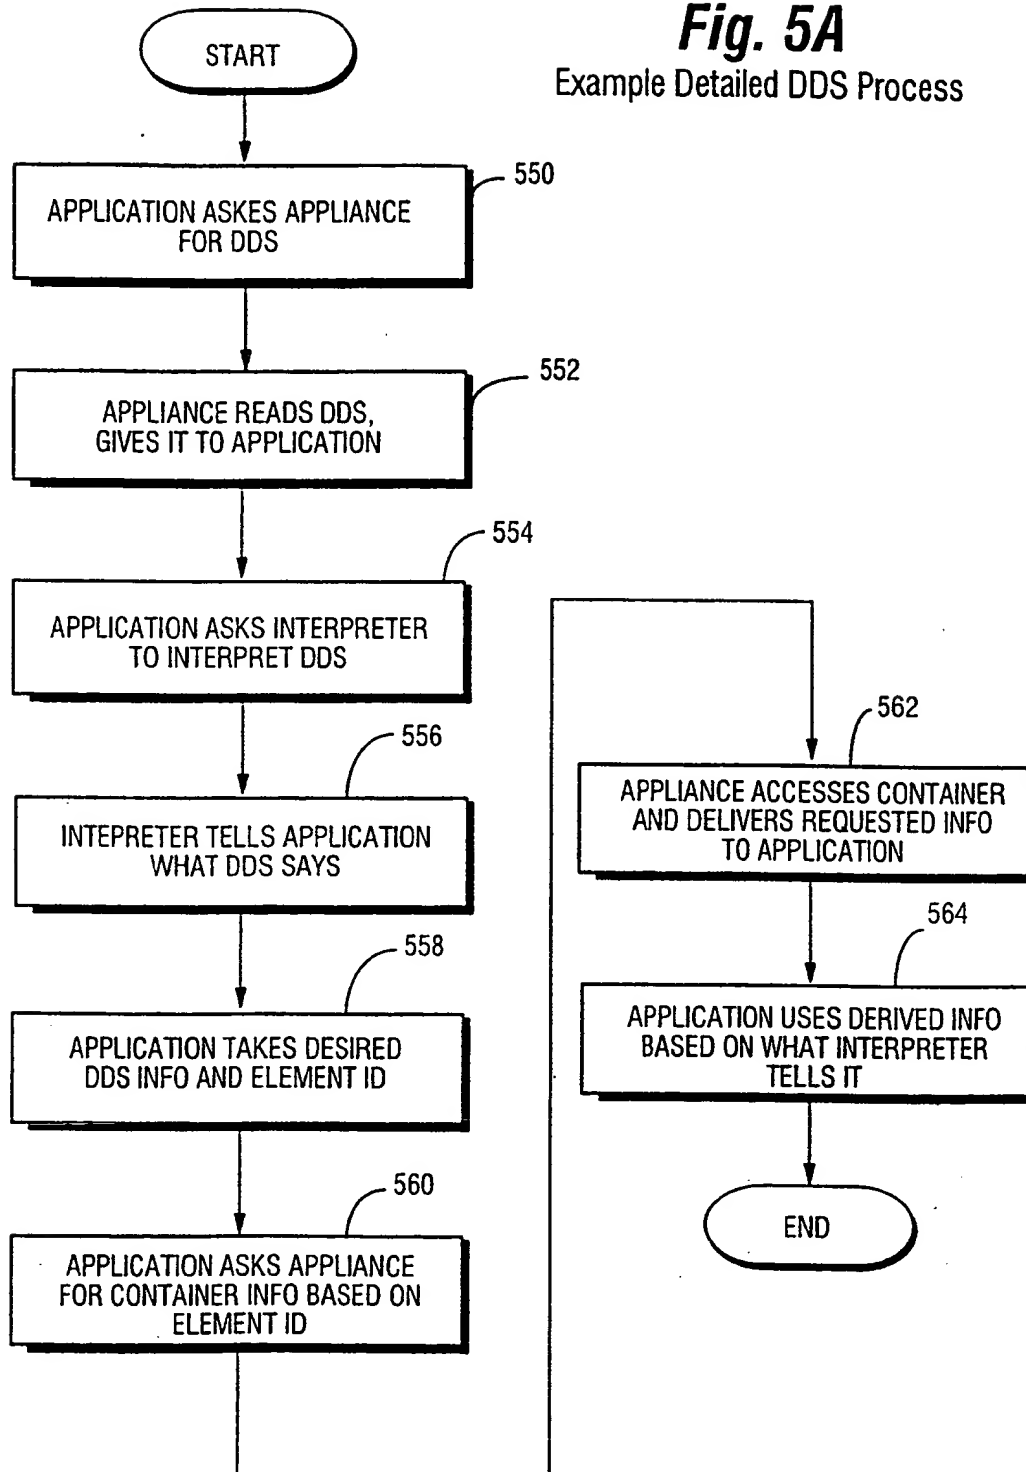 Fig. 5A
Example Detailed DDS Process
START
550
APPLICATION ASKES APPLIANCE
FOR DDS
552
APPLIANCE READS DDS,
GIVES IT TO APPLICATION
554
APPLICATION ASKS INTERPRETER
TO INTERPRET DDS
556
INTEPRETER TELLS APPLICATION
WHAT DDS SAYS
558
APPLICATION TAKES DESIRED
DDS INFO AND ELEMENT ID
560
APPLICATION ASKS APPLIANCE
FOR CONTAINER INFO BASED ON
ELEMENT ID
562
APPLIANCE ACCESSES CONTAINER
AND DELIVERS REQUESTED INFO
TO APPLICATION
564
APPLICATION USES DERIVED INFO
BASED ON WHAT INTERPRETER
TELLS IT
END